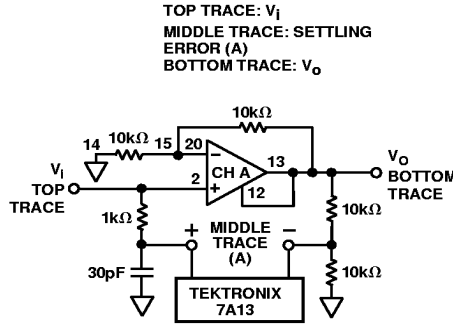 TOP TRACE: Vi
MIDDLE TRACE: SETTLING
ERROR (A)
BOTTOM TRACE: Vo
10kΩ
14
10kΩ
15
20
−
CH A
13
Vi
TOP
TRACE
2
+
12
VO
BOTTOM
TRACE
1kΩ
+
MIDDLE
TRACE
(A)
−
10kΩ
30pF
10kΩ
TEKTRONIX
7A13